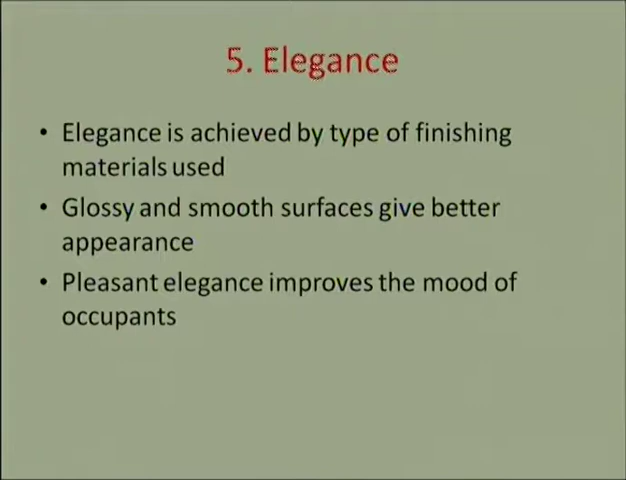 5. Elegance
• Elegance is achieved by type of finishing
materials used
• Glossy and smooth surfaces give better
appearance
• Pleasant elegance improves the mood of
occupants